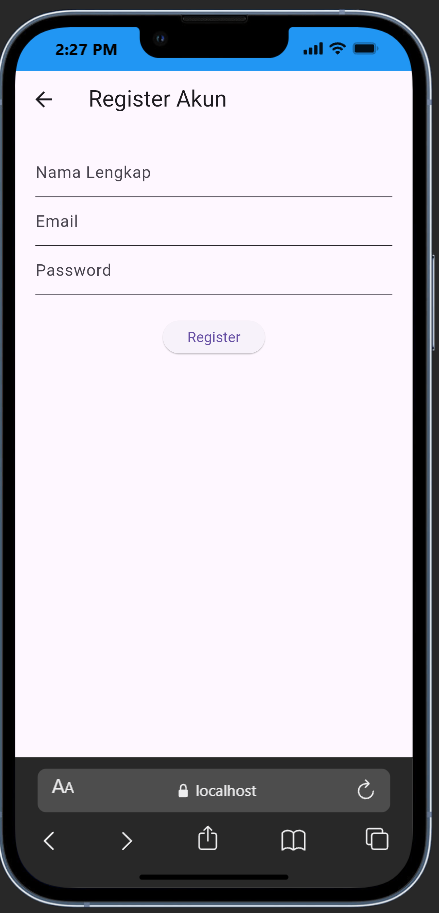 2:27 PM
Register Akun
Nama Lengkap
Email
Password
Register
AA
localhost